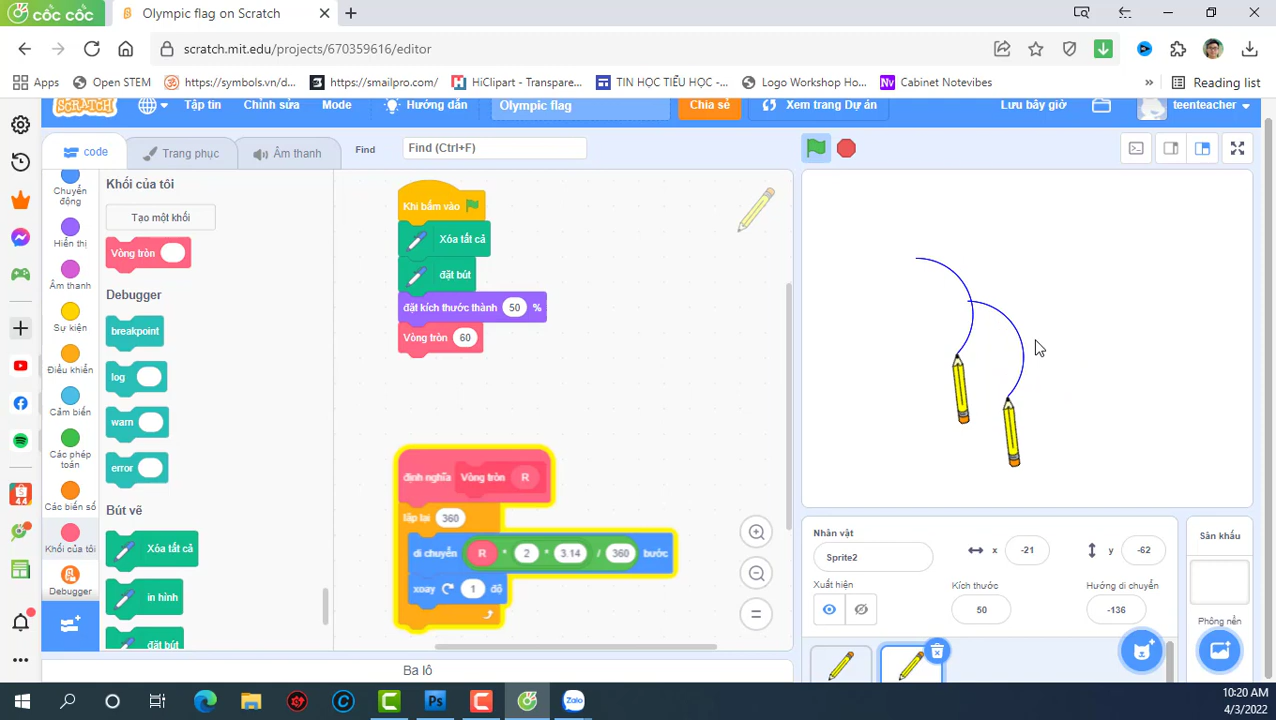 cốc cốc
Olympic flag on Scratch
scratch.mit.edu/projects/670359616/editor
Apps
Open STEM
https://symbols.vn/d...
https://smailpro.com/
HiClipart - Transpare...
TIN HỌC TIỂU HỌC -...
Logo Workshop Ho...
Cabinet Notevibes
»
Reading list
SCRATCH
Tập tin
Chỉnh sửa
Mode
Hướng dẫn
Olympic flag
Chia sẻ
Xem trang Dự án
Lưu bây giờ
teenteacher
code
Trang phục
Âm thanh
Find
Find (Ctrl+F)
Chuyển động
Hiển thị
Âm thanh
Sự kiện
Điều khiển
Cảm biến
Các phép toán
Các biến số
Khối của tôi
Debugger
Khối của tôi
Tạo một khối
Vòng tròn
Debugger
breakpoint
log
warn
error
Bút vẽ
Xóa tất cả
in hình
đặt bút
Khi bấm vào
Xóa tất cả
đặt bút
đặt kích thước thành 50 %
Vòng tròn 60
định nghĩa Vòng tròn R
lặp lại 360
di chuyển R * 2 * 3.14 / 360 bước
xoay 1 độ
Ba lô
Nhân vật
Sprite2
x -21
y -62
Xuất hiện
Kích thước
50
Hướng di chuyển
-136
Sân khấu
Phông nền
10:20 AM
4/3/2022